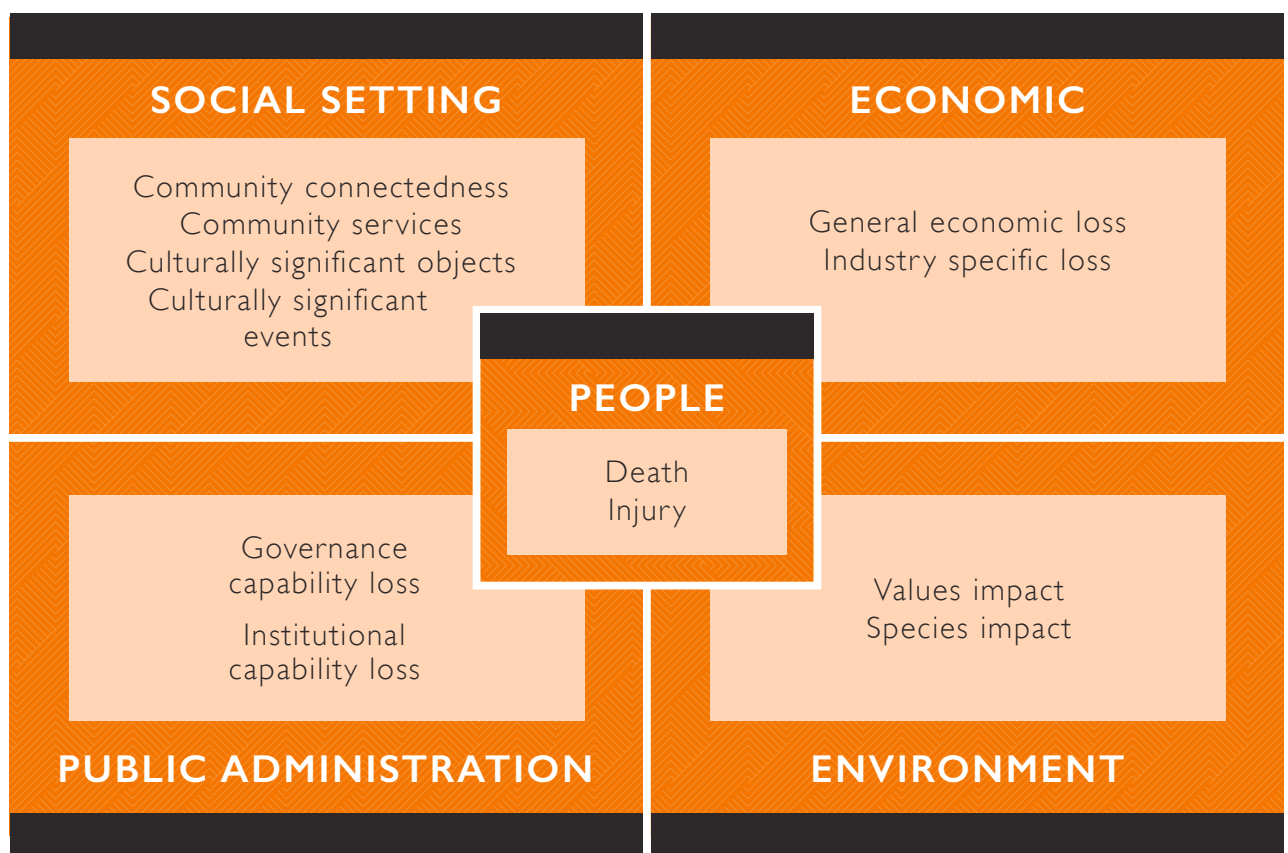 SOCIAL SETTING
Community connectedness
Community services
Culturally significant objects
Culturally significant
events
ECONOMIC
General economic loss
Industry specific loss
PEOPLE
Death
Injury
Governance
capability loss
Institutional
capability loss
PUBLIC ADMINISTRATION
Values impact
Species impact
ENVIRONMENT